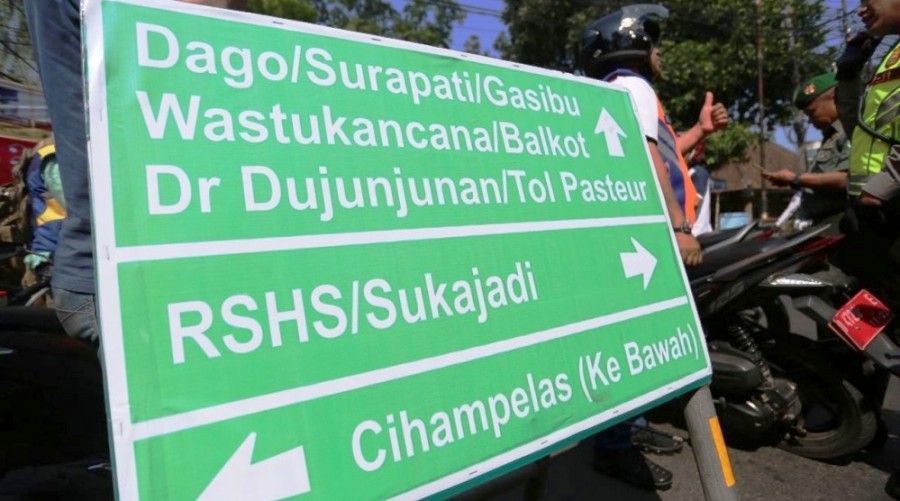 Dago/Surapati/Gasibu
Wastukancana/Balkot
Dr Dujunjunan/Tol Pasteur
RSHS/Sukajadi
Cihampelas (Ke Bawah)